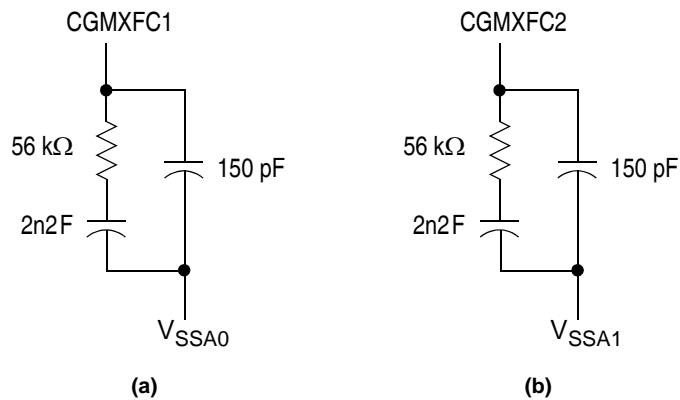 CGMXFC1
56 kΩ
150 pF
2n2F
VSSA0
(a)
CGMXFC2
56 kΩ
150 pF
2n2F
VSSA1
(b)